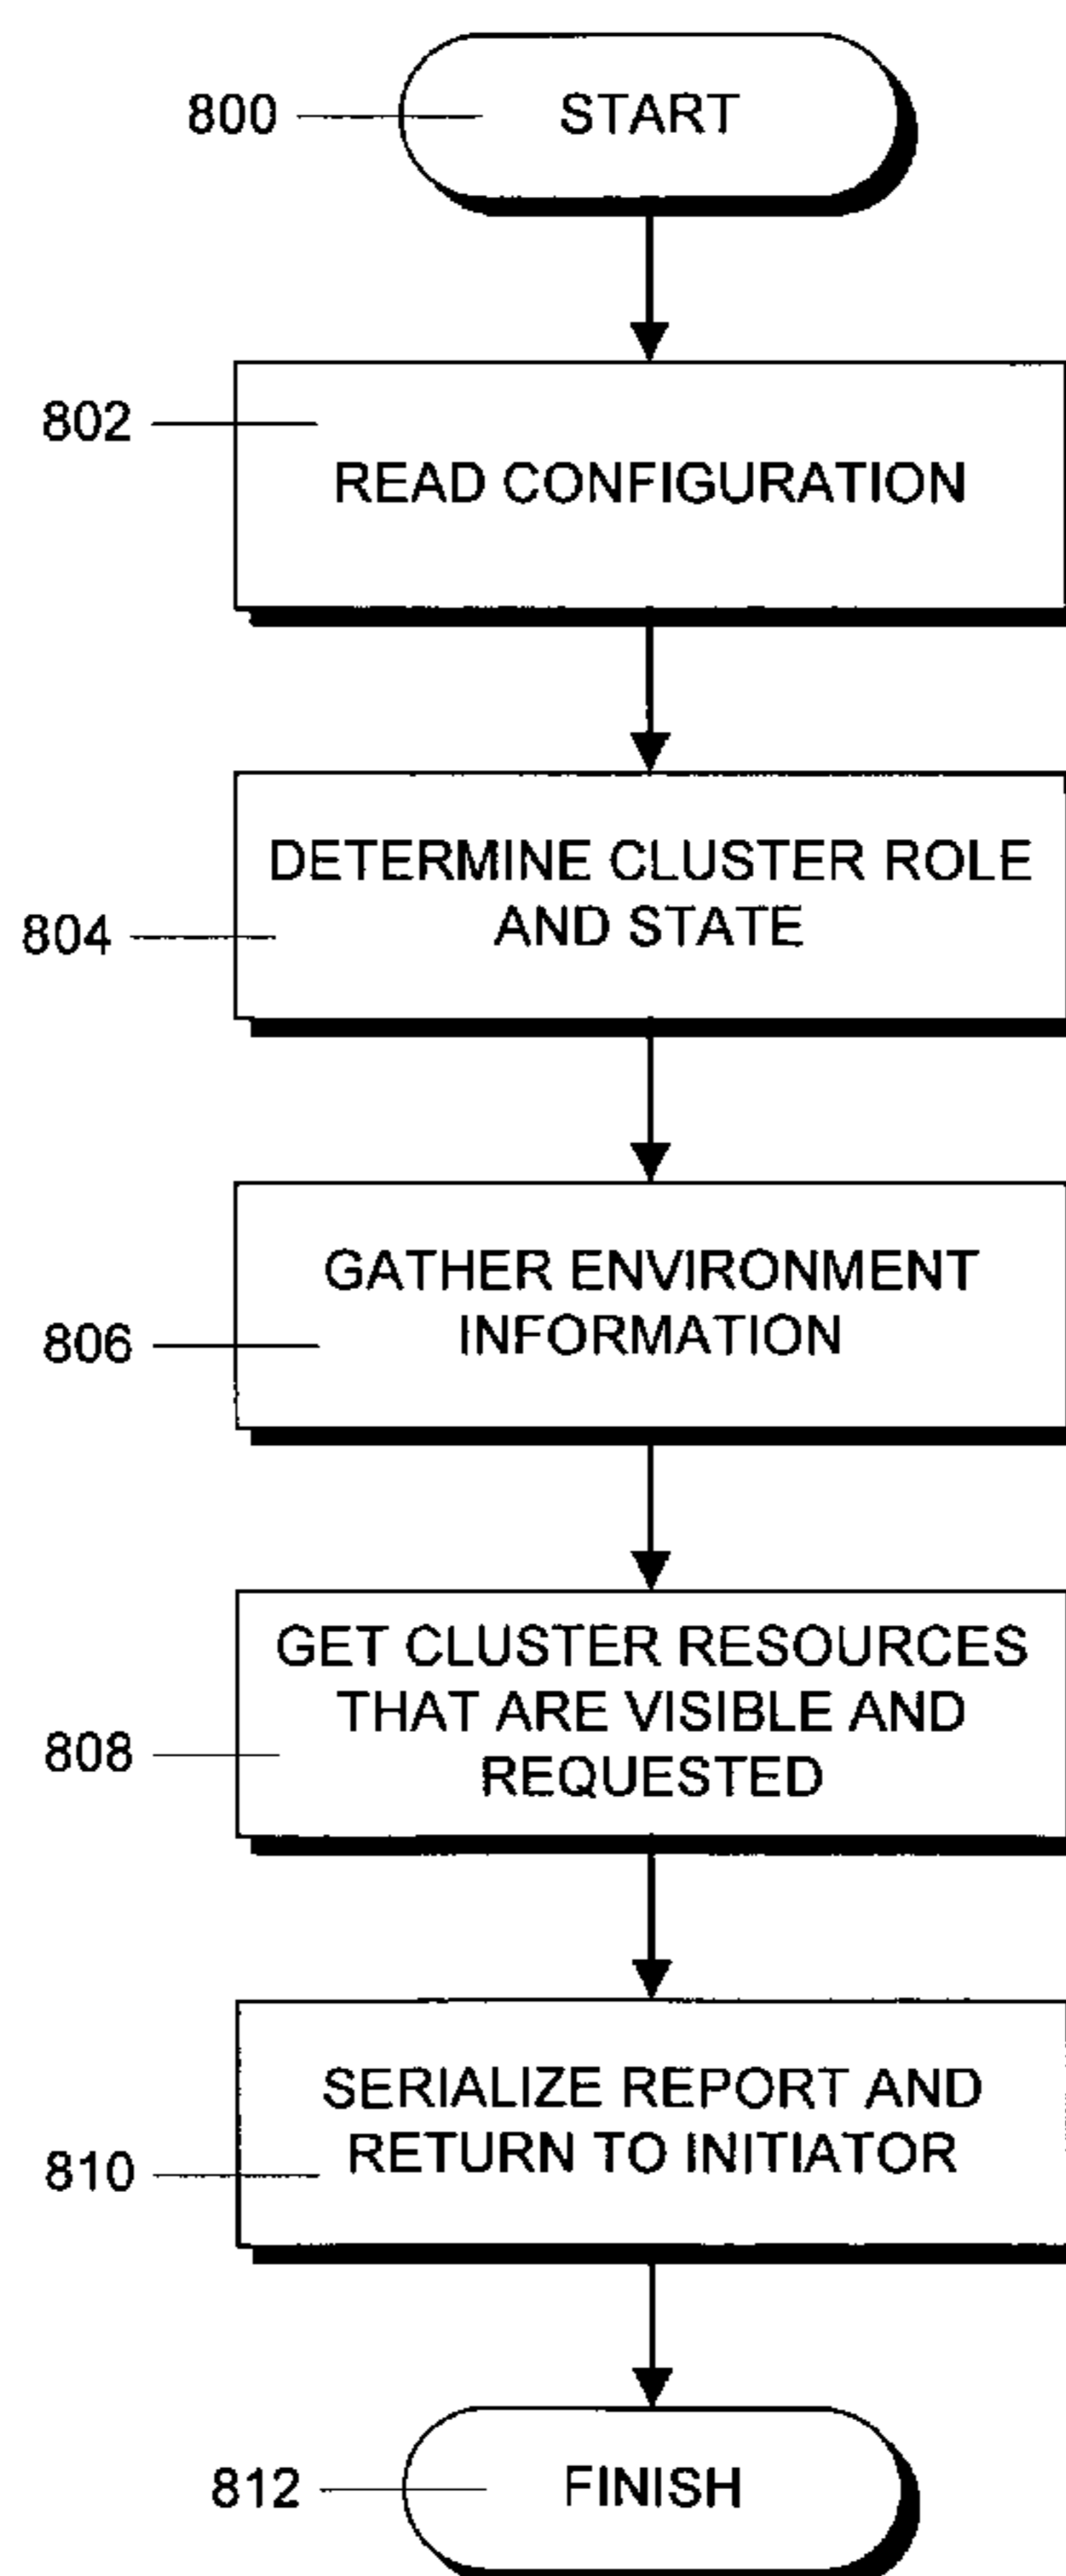 800
START
802
READ CONFIGURATION
DETERMINE CLUSTER ROLE
AND STATE
804
GATHER ENVIRONMENT
INFORMATION
806
GET CLUSTER RESOURCES
THAT ARE VISIBLE AND
REQUESTED
808
SERIALIZE REPORT AND
RETURN TO INITIATOR
810
812
FINISH